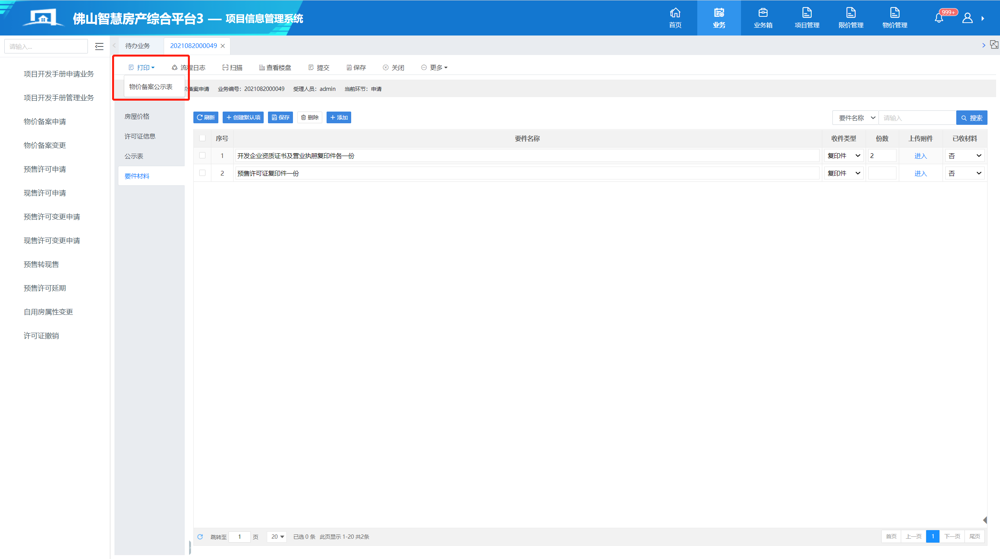 佛山智慧房产综合平台3 — 项目信息管理系统
首页 业务 业务箱 项目管理 限价管理 物价管理 999+
请输入... 待办业务 2021082000049
打印 流程日志 扫描 查看楼盘 提交 保存 关闭 更多
物价备案公示表
价备案申请 业务编号：2021082000049 受理人员：admin 当前环节：申请
项目开发手册申请业务
项目开发手册管理业务
物价备案申请
物价备案变更
预售许可申请
现售许可申请
预售许可变更申请
现售许可变更申请
预售转现售
预售许可延期
自用房属性变更
许可证撤销
房屋价格
许可证信息
公示表
要件材料
刷新 创建默认项 保存 删除 添加 要件名称 请输入 搜索
序号 要件名称 收件类型 份数 上传附件 已收材料
1 开发企业资质证书及营业执照复印件各一份 复印件 2 进入 否
2 预售许可证复印件一份 复印件 进入 否
跳转至 1 页 20 已选 0 条 此页显示 1-20 共2条 首页 上一页 1 下一页 尾页